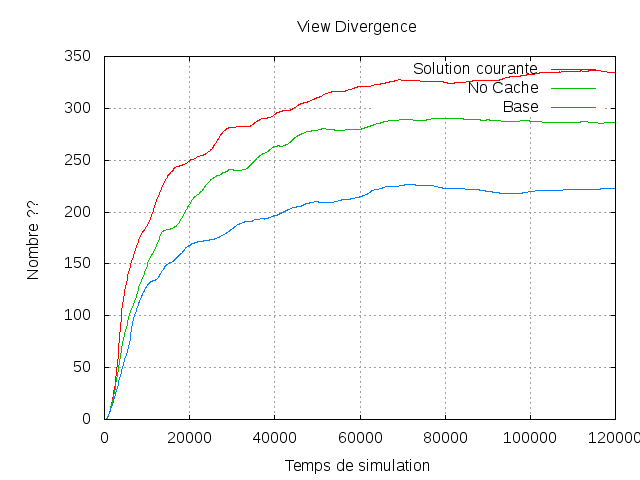 View Divergence
350
300
250
200
150
100
50
0
Nombre ??
Solution courante
No Cache
Base
0 20000 40000 60000 80000 100000 120000
Temps de simulation